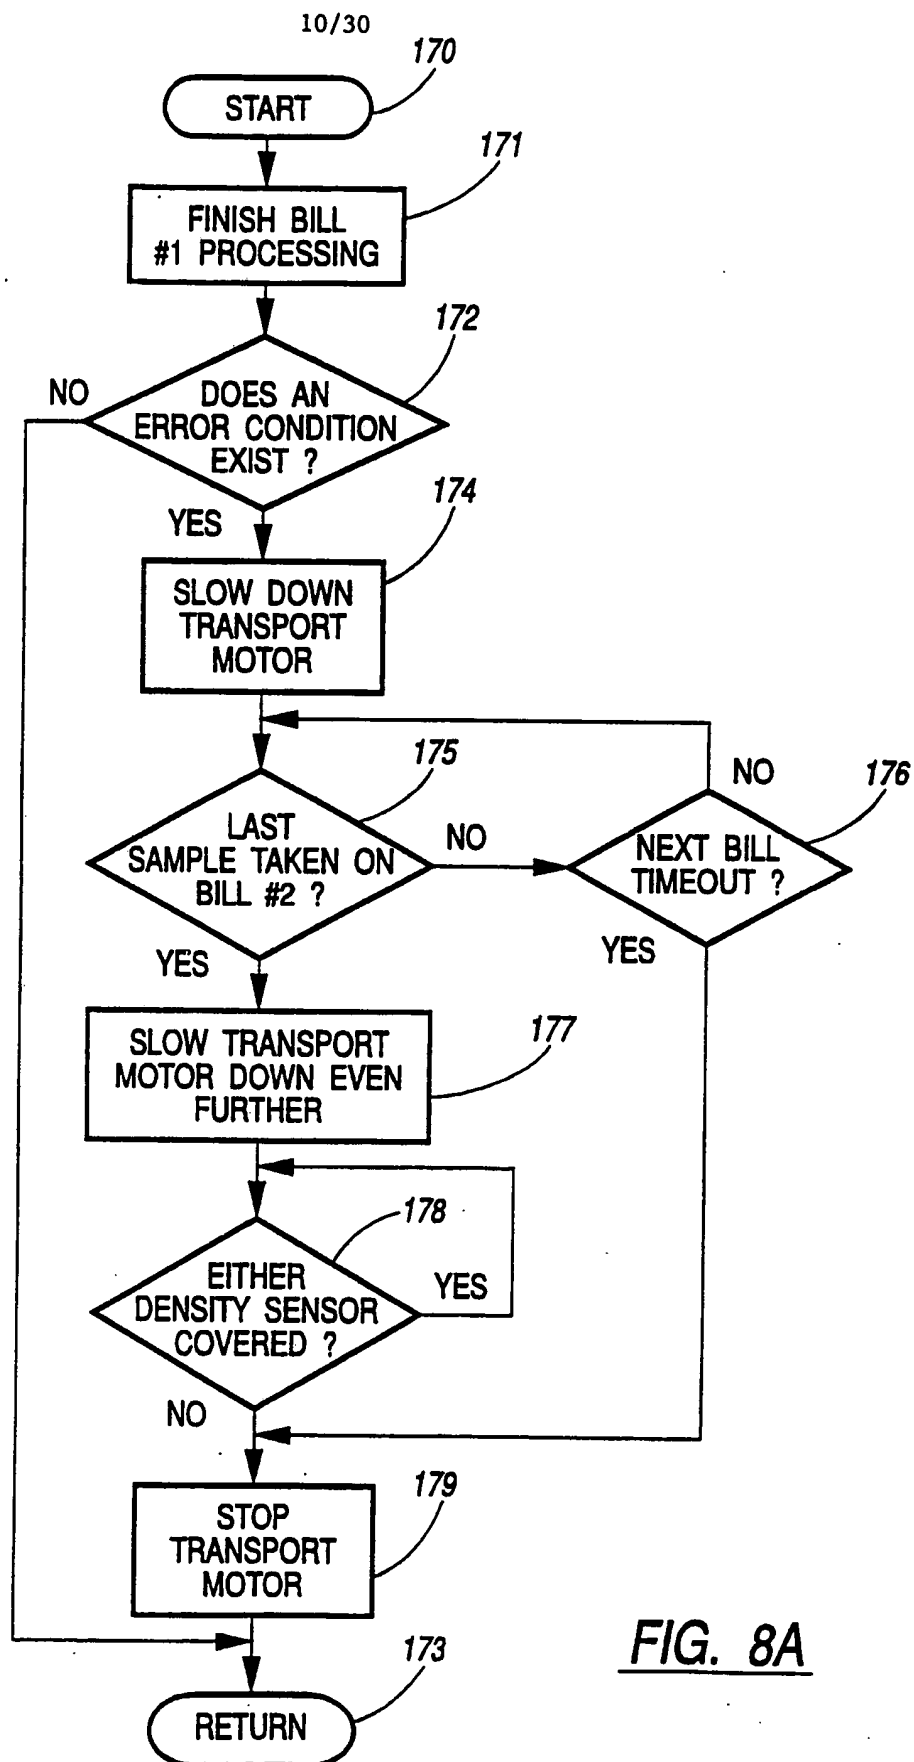 10/30
170
START
171
FINISH BILL
#1 PROCESSING
172
NO
DOES AN
ERROR CONDITION
EXIST ?
174
YES
SLOW DOWN
TRANSPORT
MOTOR
175
NO
176
LAST
SAMPLE TAKEN ON
BILL #2 ?
NO
NEXT BILL
TIMEOUT ?
YES
YES
SLOW TRANSPORT
MOTOR DOWN EVEN
FURTHER
177
178
EITHER
DENSITY SENSOR
COVERED ?
YES
NO
179
STOP
TRANSPORT
MOTOR
173
RETURN
FIG. 8A